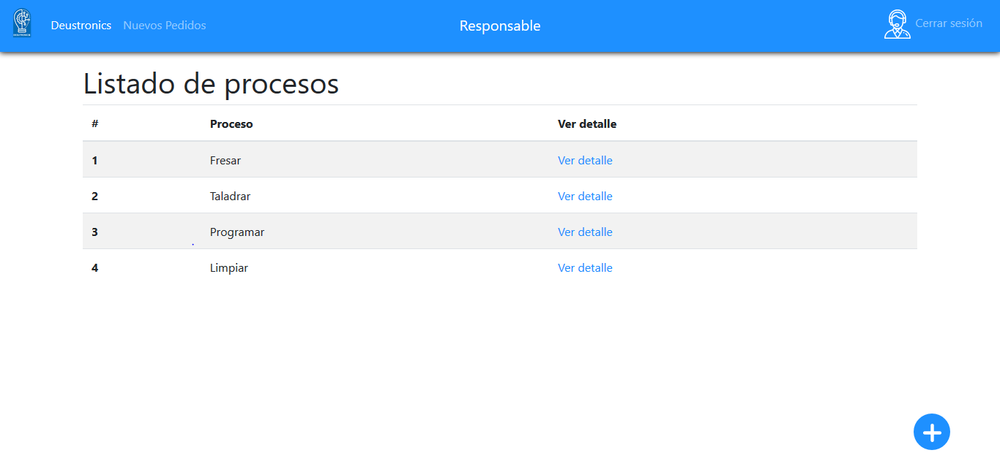 Deustronics Nuevos Pedidos Responsable Cerrar sesión
DEUSTRONICS
Listado de procesos
# Proceso Ver detalle
1 Fresar Ver detalle
2 Taladrar Ver detalle
3 Programar Ver detalle
4 Limpiar Ver detalle